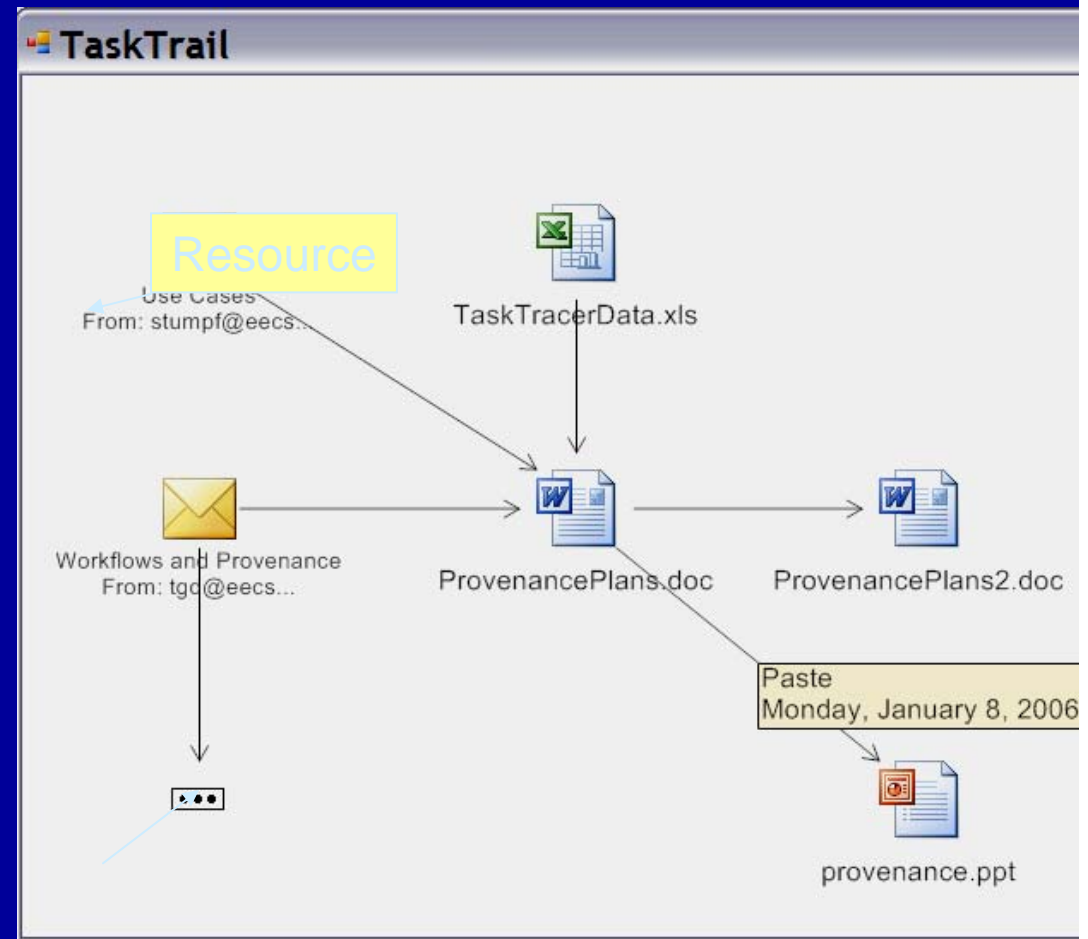 TaskTrail
Resource
Use Cases
From: stumpf@eecs...
TaskTracerData.xls
Workflows and Provenance
From: tgd@eecs...
ProvenancePlans.doc
ProvenancePlans2.doc
Paste
Monday, January 8, 2006
provenance.ppt